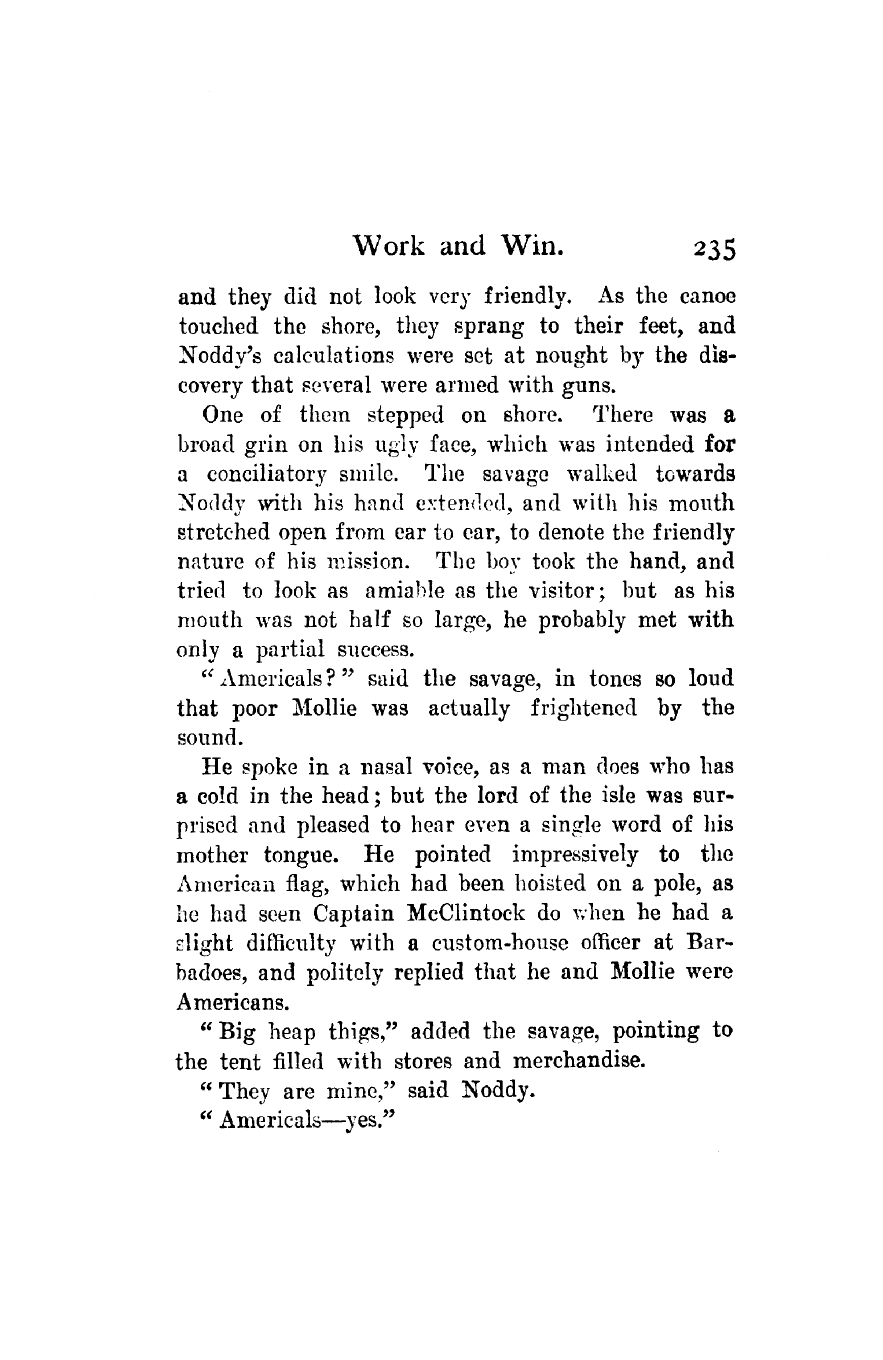 Work and Win. 235
and they did not look very friendly. As the canoe
touched the shore, they sprang to their feet, and
Noddy's calculations were set at nought by the dis-
covery that several were armed with guns.
One of them stepped on shore. There was a
broad grin on his ugly face, which was intended for
a conciliatory smile. The savage walked towards
Noddy with his hand extended, and with his mouth
stretched open from ear to ear, to denote the friendly
nature of his mission. The boy took the hand, and
tried to look as amiable as the visitor; but as his
mouth was not half so large, he probably met with
only a partial success.
"Americals?" said the savage, in tones so loud
that poor Mollie was actually frightened by the
sound.
He spoke in a nasal voice, as a man does who has
a cold in the head; but the lord of the isle was sur-
prised and pleased to hear even a single word of his
mother tongue. He pointed impressively to the
American flag, which had been hoisted on a pole, as
he had seen Captain McClintock do when he had a
slight difficulty with a custom-house officer at Bar-
badoes, and politely replied that he and Mollie were
Americans.
"Big heap thigs," added the savage, pointing to
the tent filled with stores and merchandise.
"They are mine," said Noddy.
"Americals—yes."